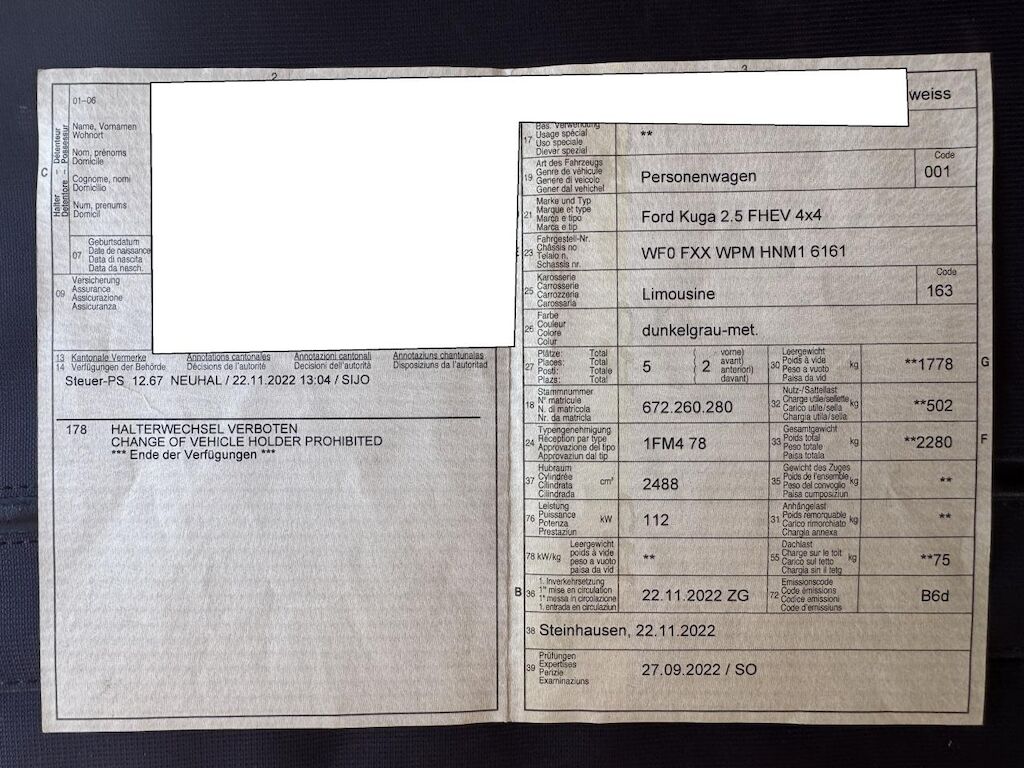 2
01–06
Halter – Détenteur
Detentore – Possessur
C
Name, Vornamen
Wohnort
Nom, prénoms
Domicile
Cognome, nomi
Domicilio
Num, prenums
Domicil
07
Geburtsdatum
Date de naissance
Data di nascita
Data da nasch.
09
Versicherung
Assurance
Assicurazione
Assicuranza
13 Kantonale Vermerke
14 Verfügungen der Behörde
Annotations cantonales
Décisions de l'autorité
Annotazioni cantonali
Decisioni dell'autorità
Annotaziuns chantunalas
Disposiziuns da l'autoritad
Steuer-PS 12.67 NEUHAL / 22.11.2022 13:04 / SIJO
178 HALTERWECHSEL VERBOTEN
CHANGE OF VEHICLE HOLDER PROHIBITED
*** Ende der Verfügungen ***
3
weiss
17
Bes. Verwendung
Usage spécial
Uso speciale
Diever spezial
**
19
Art des Fahrzeugs
Genre de véhicule
Genere di veicolo
Gener dal vehichel
Personenwagen
Code
001
21
Marke und Typ
Marque et type
Marca e tipo
Marca e tip
Ford Kuga 2.5 FHEV 4x4
E
23
Fahrgestell-Nr.
Châssis no
Telaio n.
Schassis nr.
WF0 FXX WPM HNM1 6161
25
Karosserie
Carrosserie
Carrozzeria
Carossaria
Limousine
Code
163
26
Farbe
Couleur
Colore
Colur
dunkelgrau-met.
27
Plätze: Total
Places: Total
Posti: Totale
Plazs: Total
5
2
vorne)
avant)
anteriori)
davant)
30
Leergewicht
Poids à vide
Peso a vuoto
Paisa da vid
kg
**1778
G
18
Stammnummer
N° matricule
N. di matricola
Nr. da matricla
672.260.280
32
Nutz-/Sattellast
Charge utile/sellette
Carico utile/sella
Chargia utila/sella
kg
**502
24
Typengenehmigung
Réception par type
Approvazione del tipo
Approvaziun dal tip
1FM4 78
33
Gesamtgewicht
Poids total
Peso totale
Paisa totala
kg
**2280
F
37
Hubraum
Cylindrée
Cilindrata
Cilindrada
cm³
2488
35
Gewicht des Zuges
Poids de l'ensemble
Peso del convoglio
Paisa cumposiziun
kg
**
76
Leistung
Puissance
Potenza
Prestaziun
kW
112
31
Anhängelast
Poids remorquable
Carico rimorchiato
Chargia annexa
kg
**
78 kW/kg
Leergewicht
poids à vide
peso a vuoto
paisa da vid
**
55
Dachlast
Charge sur le toit
Carico sul tetto
Chargia sin il tetg
kg
**75
B
36
1. Inverkehrsetzung
1re mise en circulation
1a messa in circolazione
1. entrada en circulaziun
22.11.2022 ZG
72
Emissionscode
Code émissions
Codice emissioni
Code d'emissiuns
B6d
38 Steinhausen, 22.11.2022
39
Prüfungen
Expertises
Perizie
Examinaziuns
27.09.2022 / SO